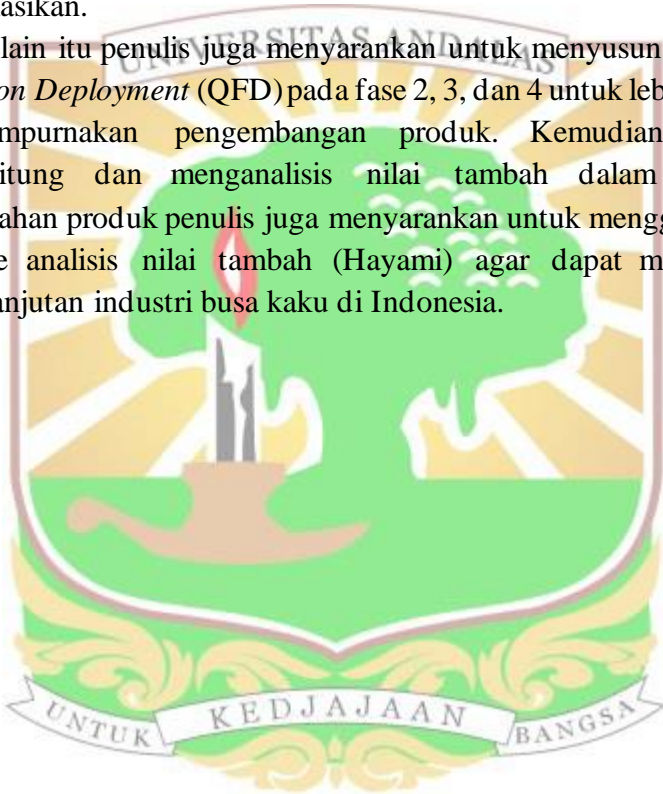 asikan.
lain itu penulis juga menyarankan untuk menyusun
on Deployment (QFD) pada fase 2, 3, dan 4 untuk leb
mpurnakan pengembangan produk. Kemudian
itung dan menganalisis nilai tambah dalam
ahan produk penulis juga menyarankan untuk mengg
e analisis nilai tambah (Hayami) agar dapat m
anjutan industri busa kaku di Indonesia.
UNIVERSITAS ANDALAS
UNTUK KEDJAJAAN BANGSA